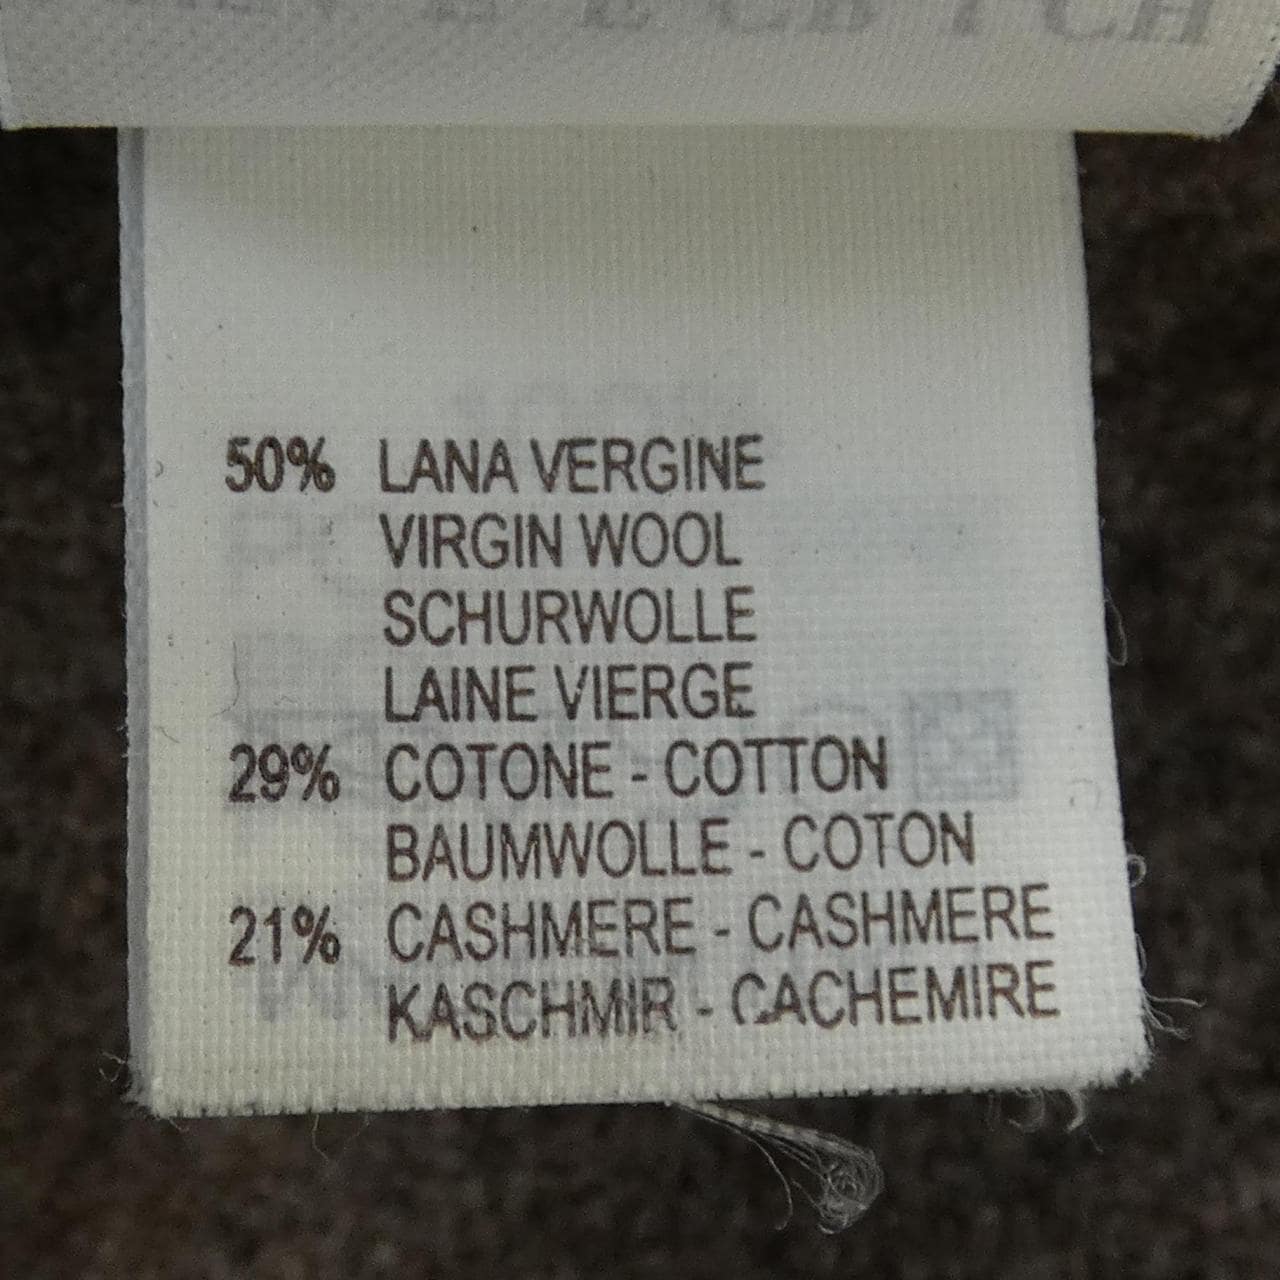 50% LANA VERGINE
VIRGIN WOOL
SCHURWOLLE
LAINE VIERGE
29% COTONE - COTTON
BAUMWOLLE - COTON
21% CASHMERE - CASHMERE
KASCHMIR - CACHEMIRE